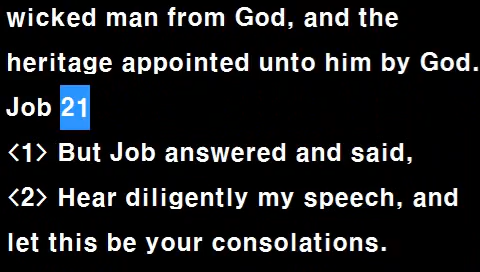 wicked man from God, and the
heritage appointed unto him by God.
Job 21
<1> But Job answered and said,
<2> Hear diligently my speech, and
let this be your consolations.